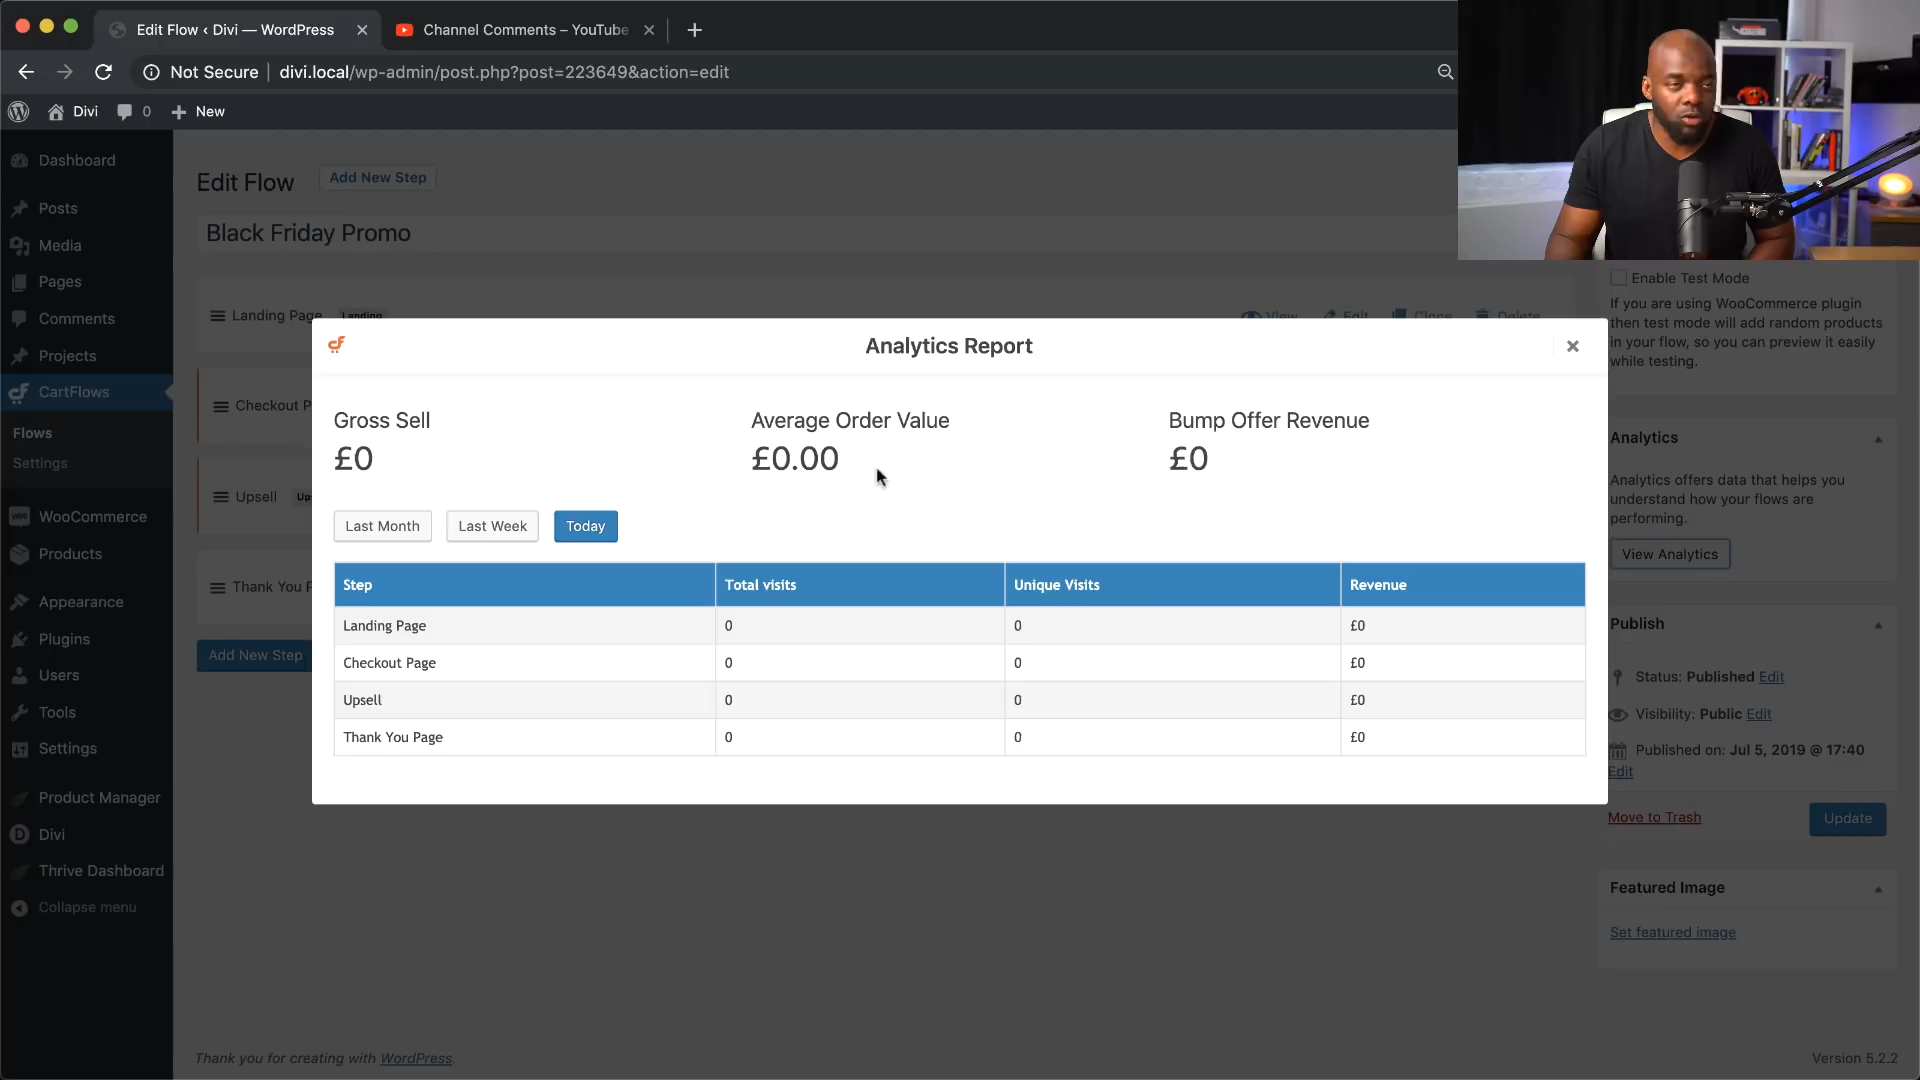 Edit Flow ‹ Divi — WordPress
Channel Comments – YouTube
Not Secure
divi.local/wp-admin/post.php?post=223649&action=edit
Divi
0
New
Dashboard
Posts
Media
Pages
Comments
Projects
CartFlows
Flows
Settings
WooCommerce
Products
Appearance
Plugins
Users
Tools
Settings
Product Manager
Divi
Thrive Dashboard
Collapse menu
Edit Flow
Add New Step
Black Friday Promo
Landing Page
Landing
View
Edit
Clone
Delete
Checkout P
Upsell
Up
Thank You P
Add New Step
Analytics Report
Gross Sell
£0
Average Order Value
£0.00
Bump Offer Revenue
£0
Last Month
Last Week
Today
Step
Total visits
Unique Visits
Revenue
Landing Page
0
0
£0
Checkout Page
0
0
£0
Upsell
0
0
£0
Thank You Page
0
0
£0
Enable Test Mode
If you are using WooCommerce plugin
then test mode will add random products
in your flow, so you can preview it easily
while testing.
Analytics
Analytics offers data that helps you
understand how your flows are
performing.
View Analytics
Publish
Status: Published Edit
Visibility: Public Edit
Published on: Jul 5, 2019 @ 17:40
Edit
Move to Trash
Update
Featured Image
Set featured image
Thank you for creating with WordPress.
Version 5.2.2